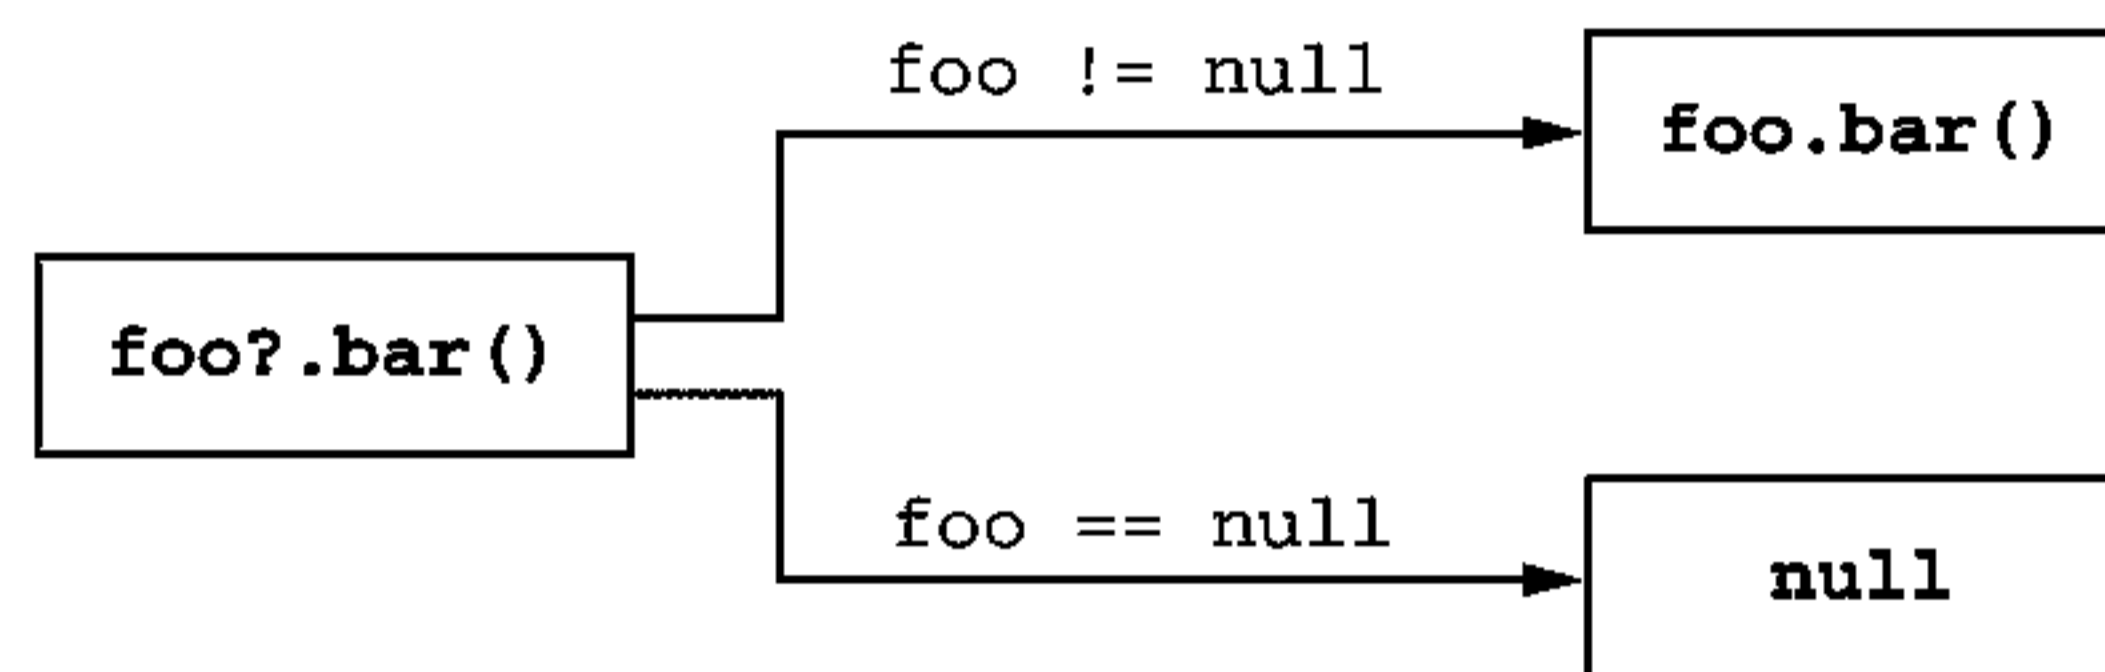 foo != null
foo.bar()
foo?.bar()
foo == null
null